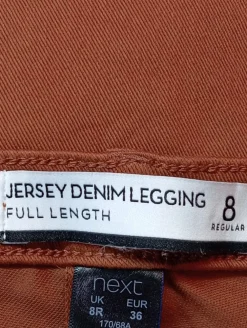 JERSEY DENIM LEGGING 8
FULL LENGTH REGULAR
next
UK EUR
8R 36
170/68A